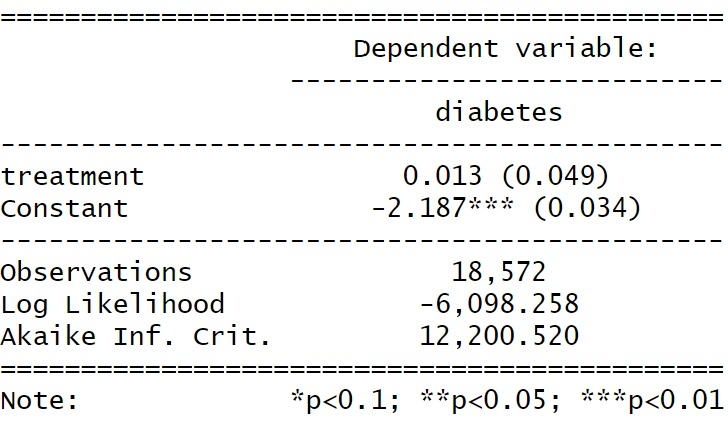 ==============================================
Dependent variable:
---------------------------
diabetes
----------------------------------------------
treatment 0.013 (0.049)
Constant -2.187*** (0.034)
----------------------------------------------
Observations 18,572
Log Likelihood -6,098.258
Akaike Inf. Crit. 12,200.520
==============================================
Note: *p<0.1; **p<0.05; ***p<0.01